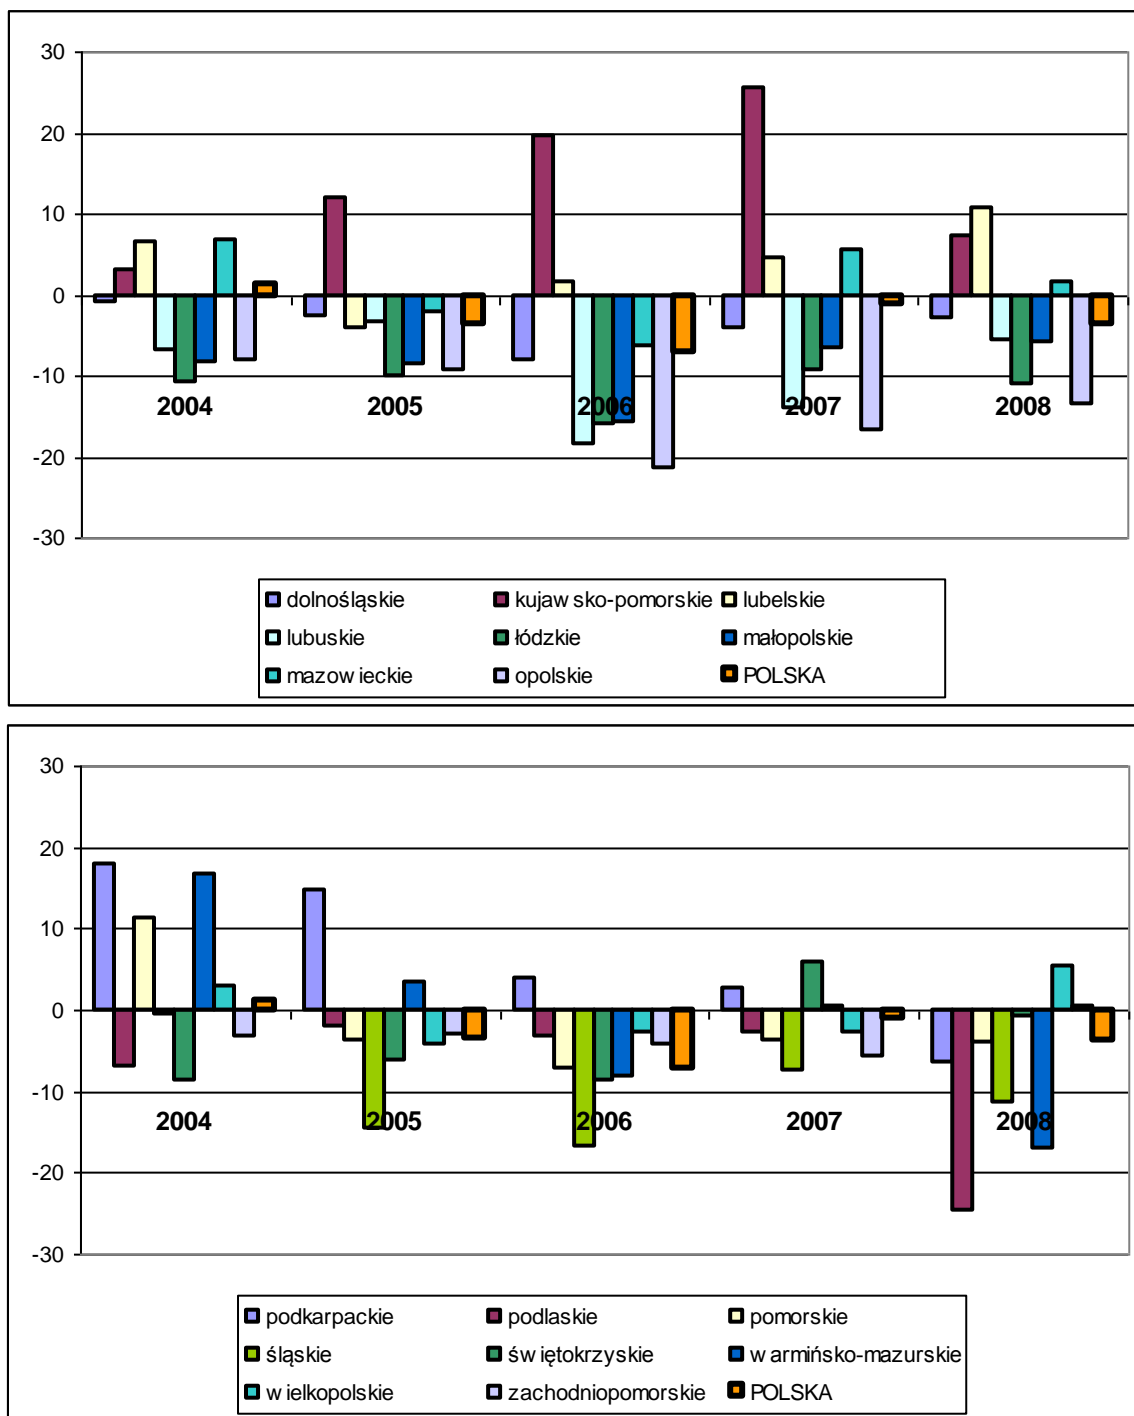 30
20
10
0
-10
-20
-30
2004 2005 2006 2007 2008
dolnośląskie kujaw sko-pomorskie lubelskie
lubuskie łódzkie małopolskie
mazow ieckie opolskie POLSKA
30
20
10
0
-10
-20
-30
2004 2005 2006 2007 2008
podkarpackie podlaskie pomorskie
śląskie św iętokrzyskie w armińsko-mazurskie
w ielkopolskie zachodniopomorskie POLSKA